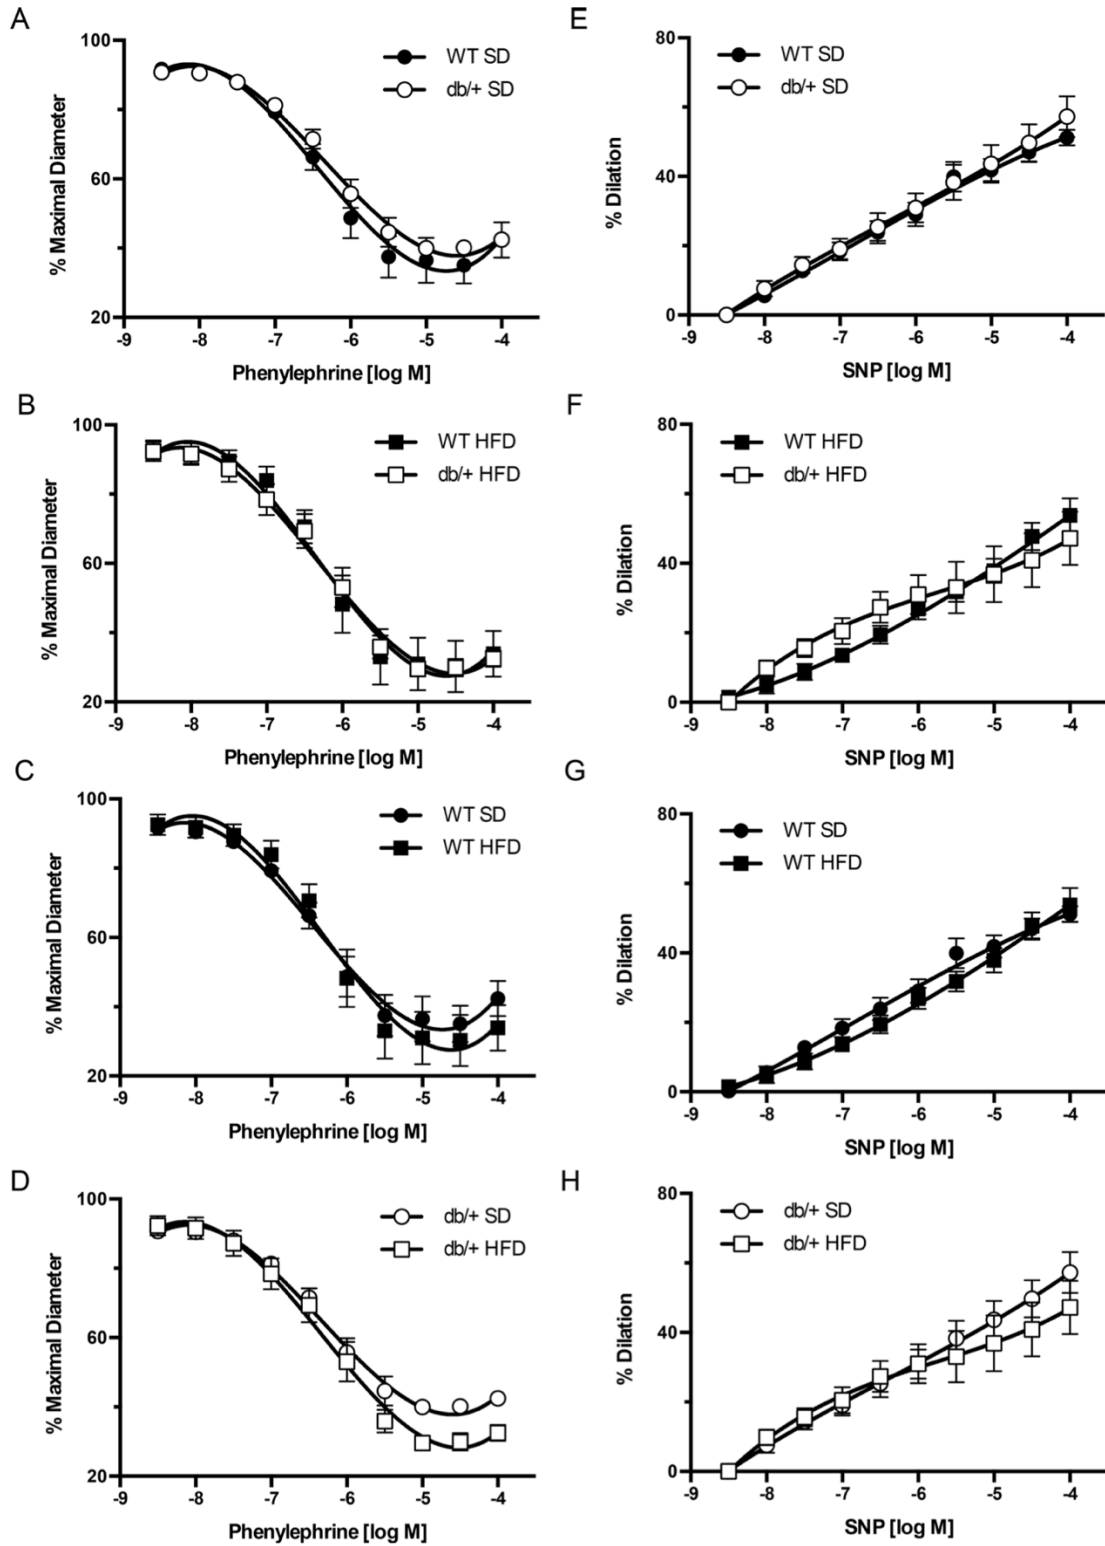 A
100
60
20
% Maximal Diameter
WT SD
db/+ SD
-9 -8 -7 -6 -5 -4
Phenylephrine [log M]
E
80
40
0
% Dilation
WT SD
db/+ SD
-9 -8 -7 -6 -5 -4
SNP [log M]
B
100
60
20
% Maximal Diameter
WT HFD
db/+ HFD
-9 -8 -7 -6 -5 -4
Phenylephrine [log M]
F
80
40
0
% Dilation
WT HFD
db/+ HFD
-9 -8 -7 -6 -5 -4
SNP [log M]
C
100
60
20
% Maximal Diameter
WT SD
WT HFD
-9 -8 -7 -6 -5 -4
Phenylephrine [log M]
G
80
40
0
% Dilation
WT SD
WT HFD
-9 -8 -7 -6 -5 -4
SNP [log M]
D
100
60
20
% Maximal Diameter
db/+ SD
db/+ HFD
-9 -8 -7 -6 -5 -4
Phenylephrine [log M]
H
80
40
0
% Dilation
db/+ SD
db/+ HFD
-9 -8 -7 -6 -5 -4
SNP [log M]